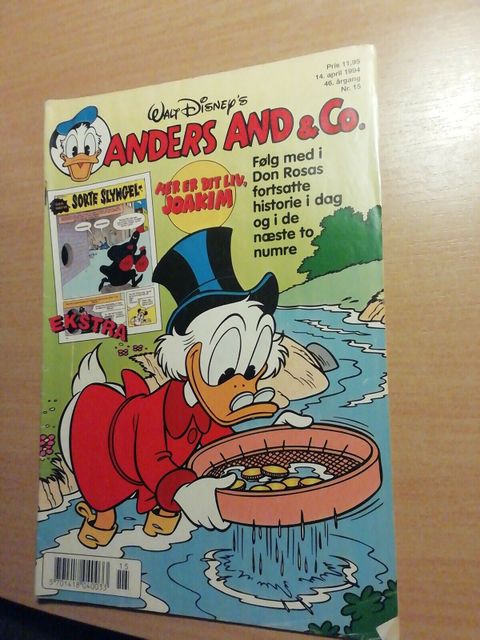 Pris 11,95
14. april 1994
46. årgang
Nr. 15
WALT DISNEY'S
ANDERS AND & Co.
SORTE SLYNGEL
HER ER DIT LIV,
JOAKIM
Følg med i
Don Rosas
fortsatte
historie i dag
og i de
næste to
numre
EKSTRA
15
5701418040053